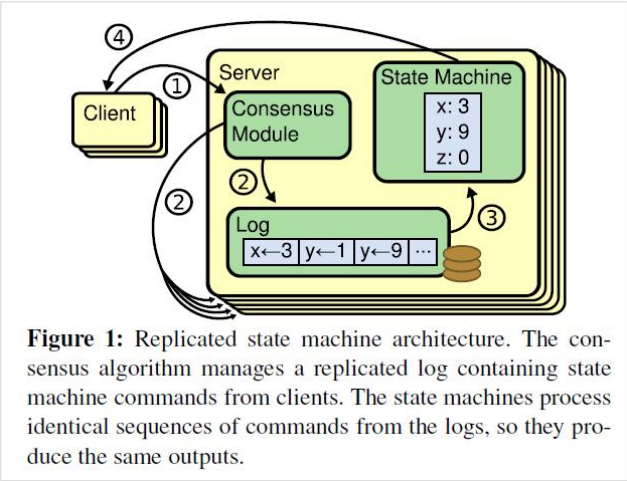 ④
①
Server
State Machine
Client
Consensus
Module
x: 3
y: 9
z: 0
②
②
③
Log
x←3 y←1 y←9 ...
Figure 1: Replicated state machine architecture. The con-
sensus algorithm manages a replicated log containing state
machine commands from clients. The state machines process
identical sequences of commands from the logs, so they pro-
duce the same outputs.